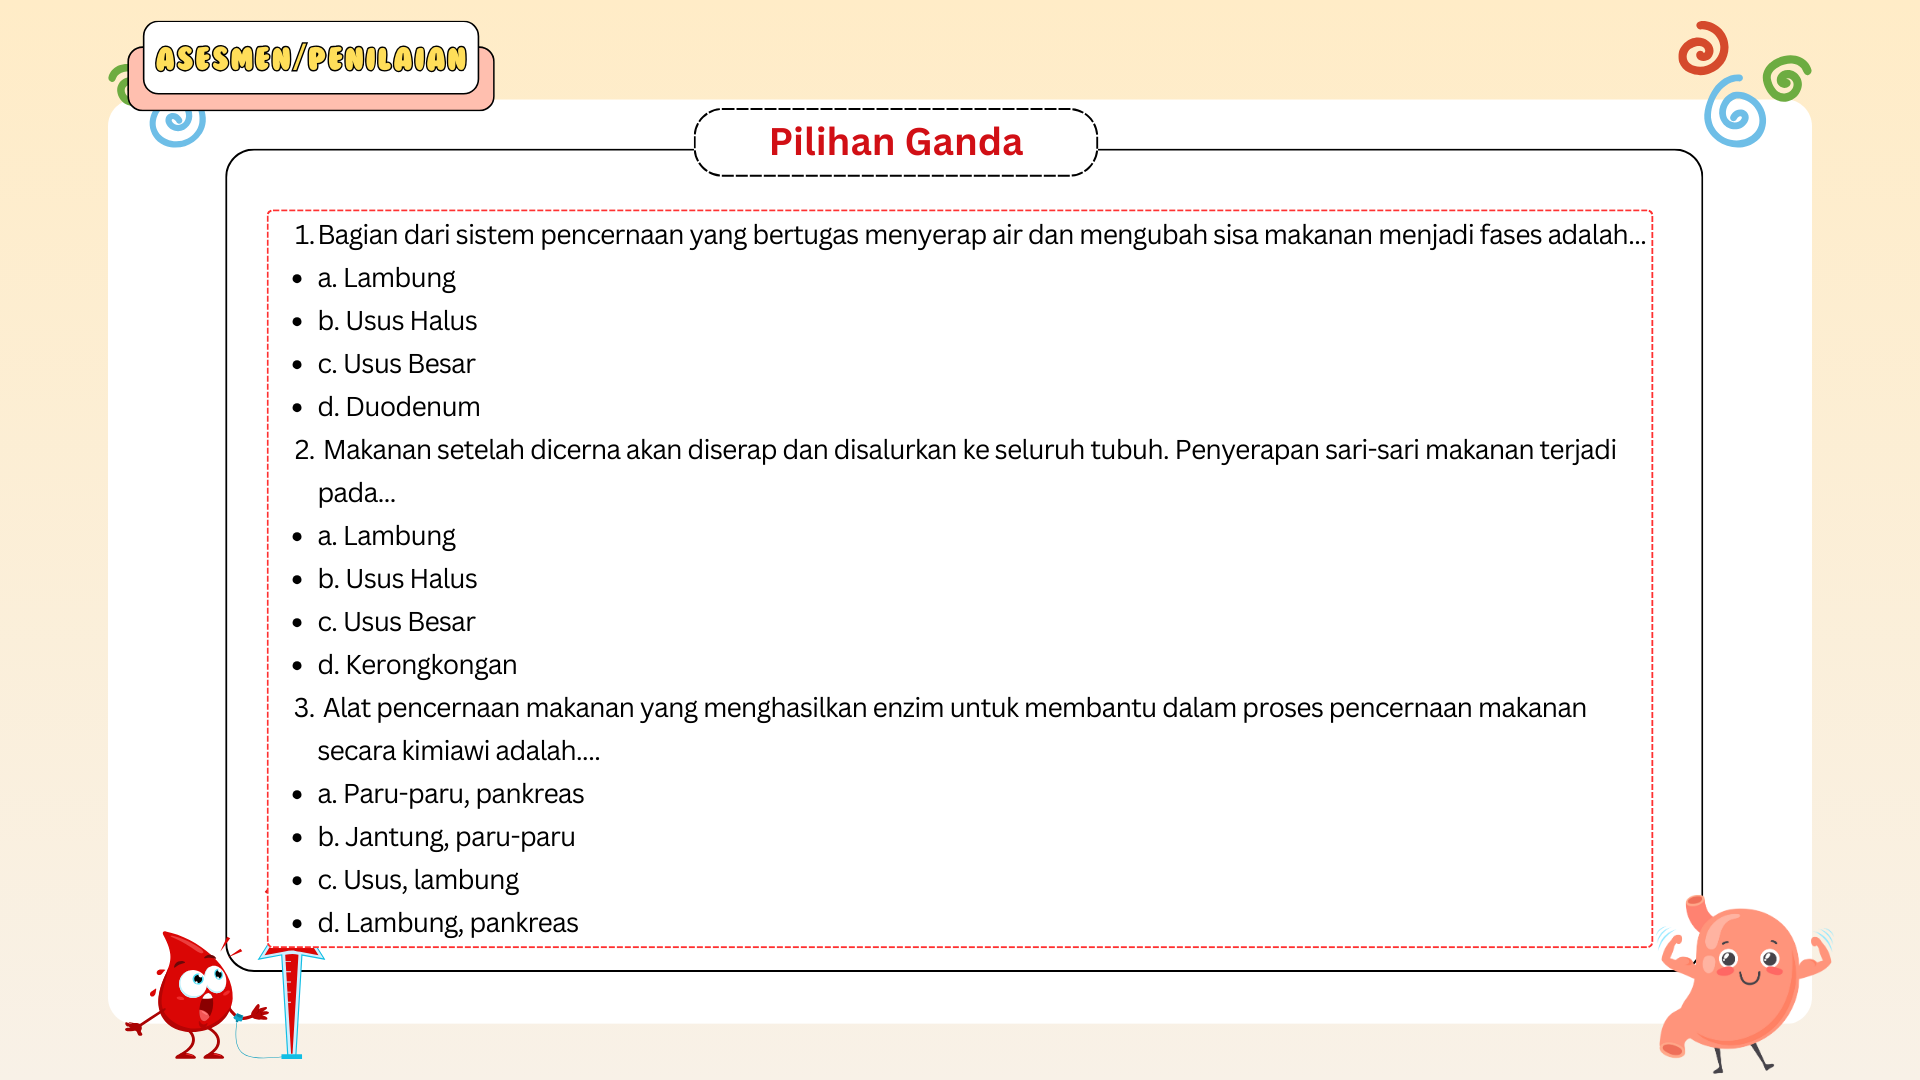 ASESMEN/PENILAIAN
Pilihan Ganda
1. Bagian dari sistem pencernaan yang bertugas menyerap air dan mengubah sisa makanan menjadi fases adalah...
• a. Lambung
• b. Usus Halus
• c. Usus Besar
• d. Duodenum
2. Makanan setelah dicerna akan diserap dan disalurkan ke seluruh tubuh. Penyerapan sari-sari makanan terjadi
pada...
• a. Lambung
• b. Usus Halus
• c. Usus Besar
• d. Kerongkongan
3. Alat pencernaan makanan yang menghasilkan enzim untuk membantu dalam proses pencernaan makanan
secara kimiawi adalah....
• a. Paru-paru, pankreas
• b. Jantung, paru-paru
• c. Usus, lambung
• d. Lambung, pankreas